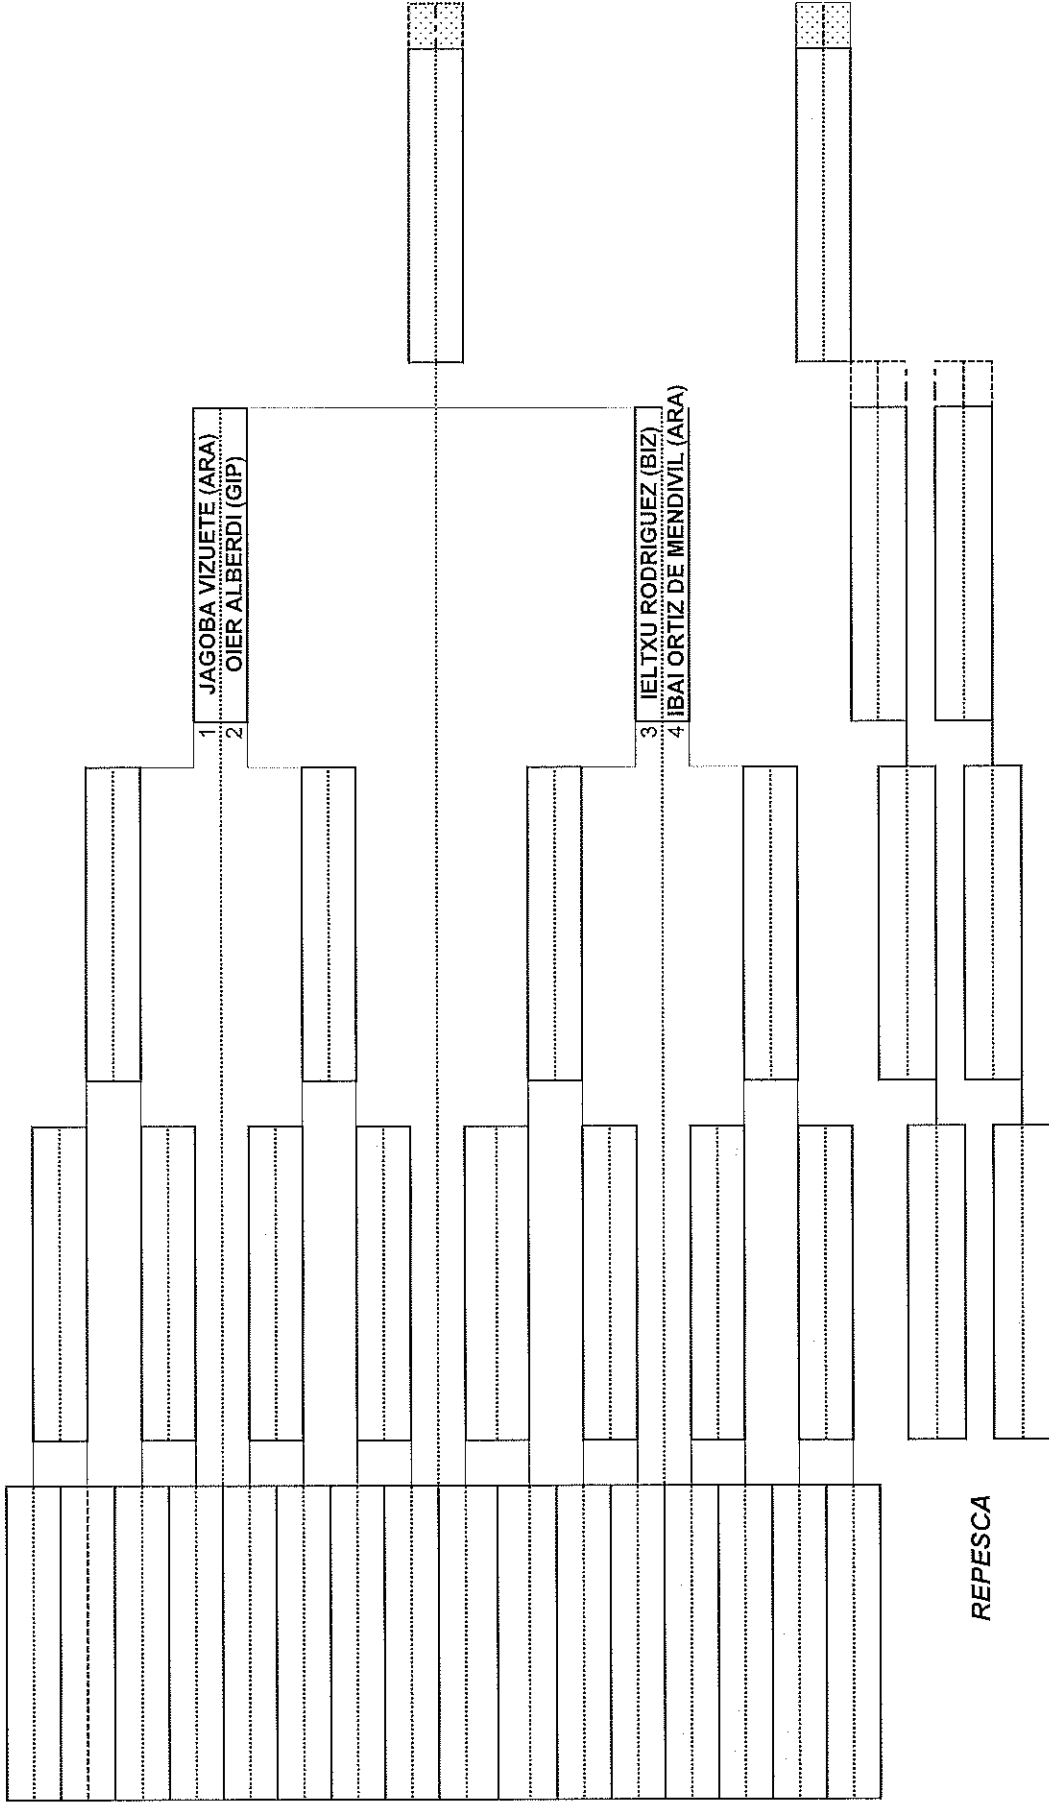 1 JAGOBA VIZUETE (ARA)
2 OIER ALBERDI (GIP)
3 IELTXU RODRIGUEZ (BIZ)
4 IBAI ORTIZ DE MENDIVIL (ARA)
REPESCA